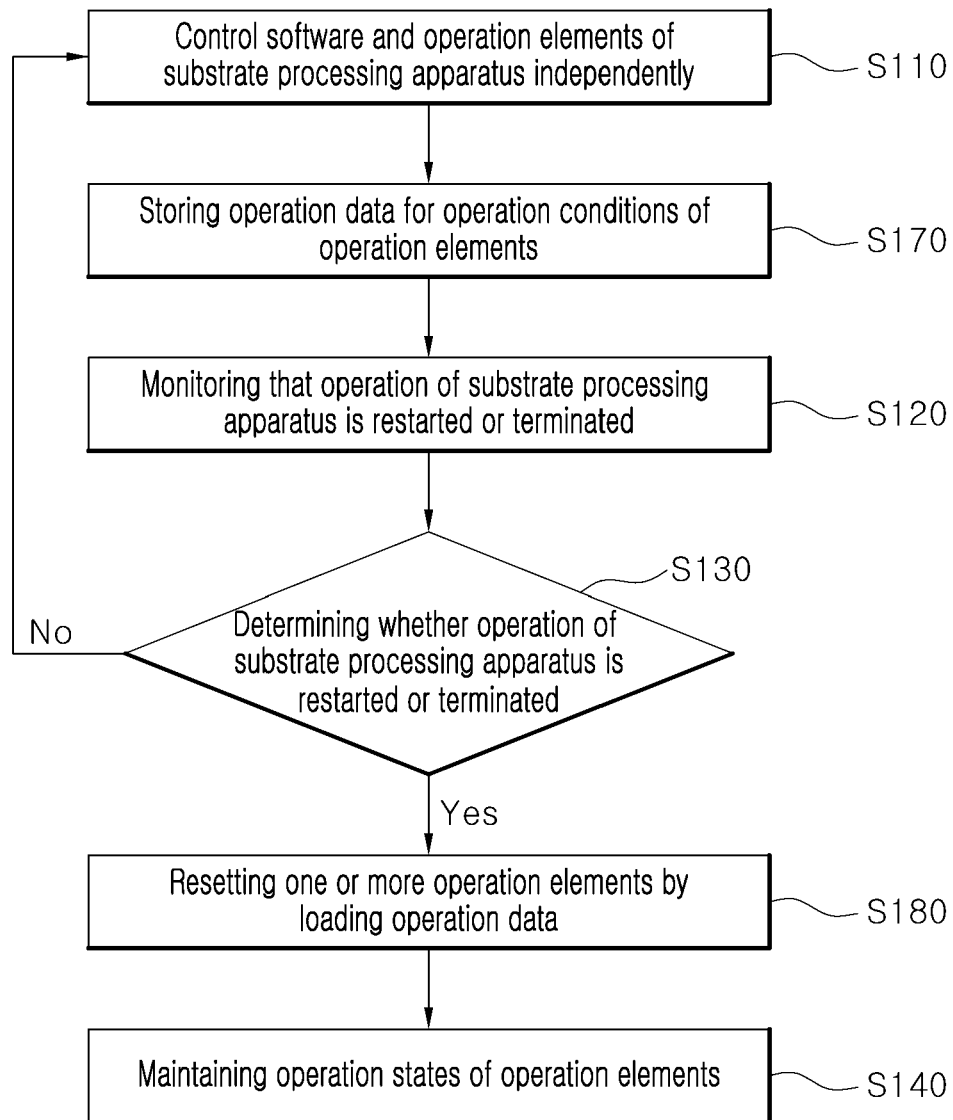 Control software and operation elements of
substrate processing apparatus independently
S110
Storing operation data for operation conditions of
operation elements
S170
Monitoring that operation of substrate processing
apparatus is restarted or terminated
S120
S130
Determining whether operation of
substrate processing apparatus is
restarted or terminated
No
Yes
Resetting one or more operation elements by
loading operation data
S180
Maintaining operation states of operation elements
S140